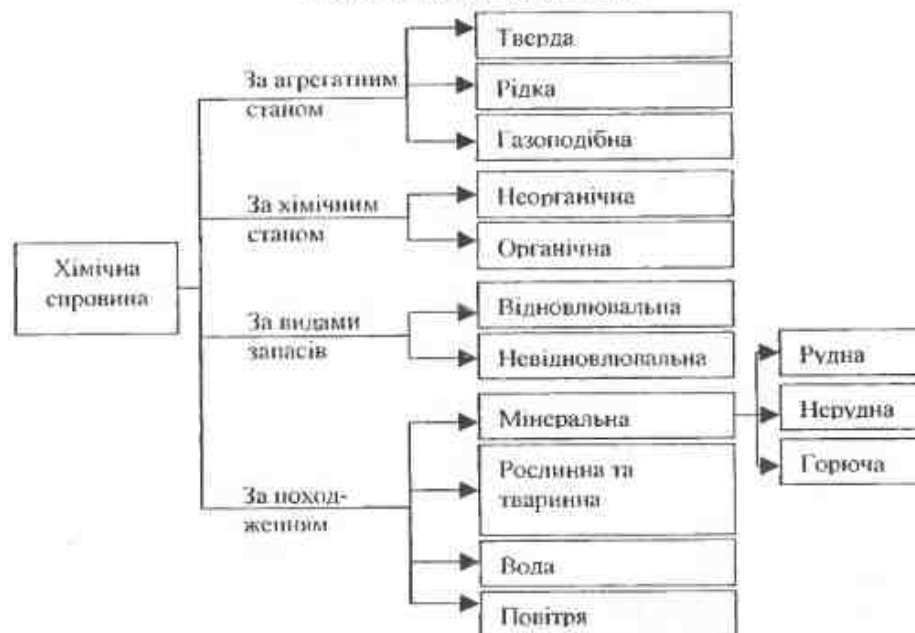 Тверда
За агрегатним
станом
Рідка
Газоподібна
За хімічним
станом
Неорганічна
Органічна
Хімічна
сировина
За видами
запасів
Відновлювальна
Невідновлювальна
Рудна
Мінеральна
Нерудна
Горюча
Рослинна та
тваринна
За поход-
женням
Вода
Повітря